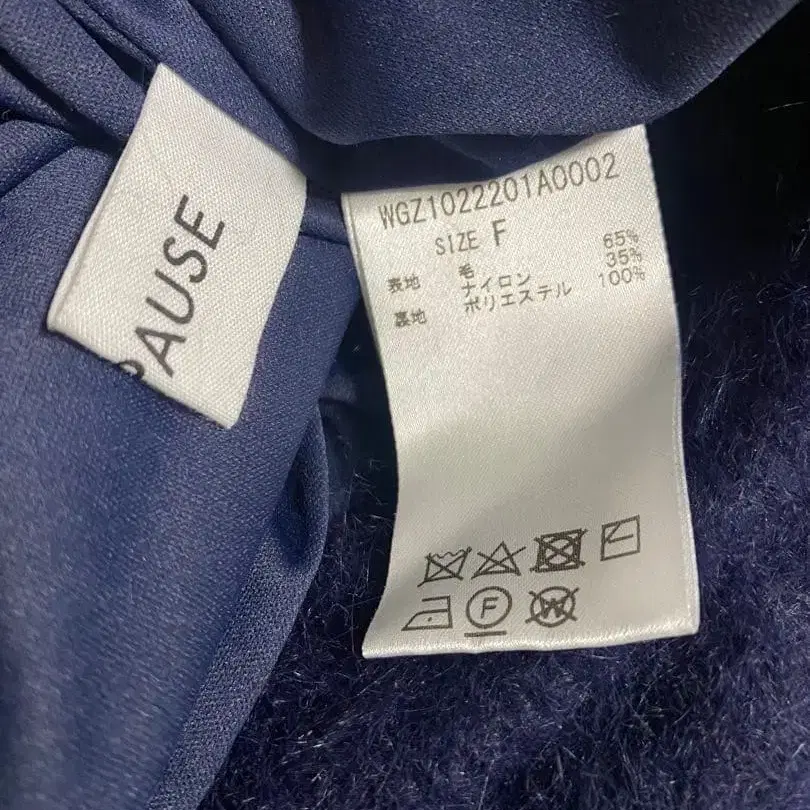 PAUSE
WGZ1022201A0002
SIZE F
表地 毛 65%
ナイロン 35%
裏地 ポリエステル 100%
F
W